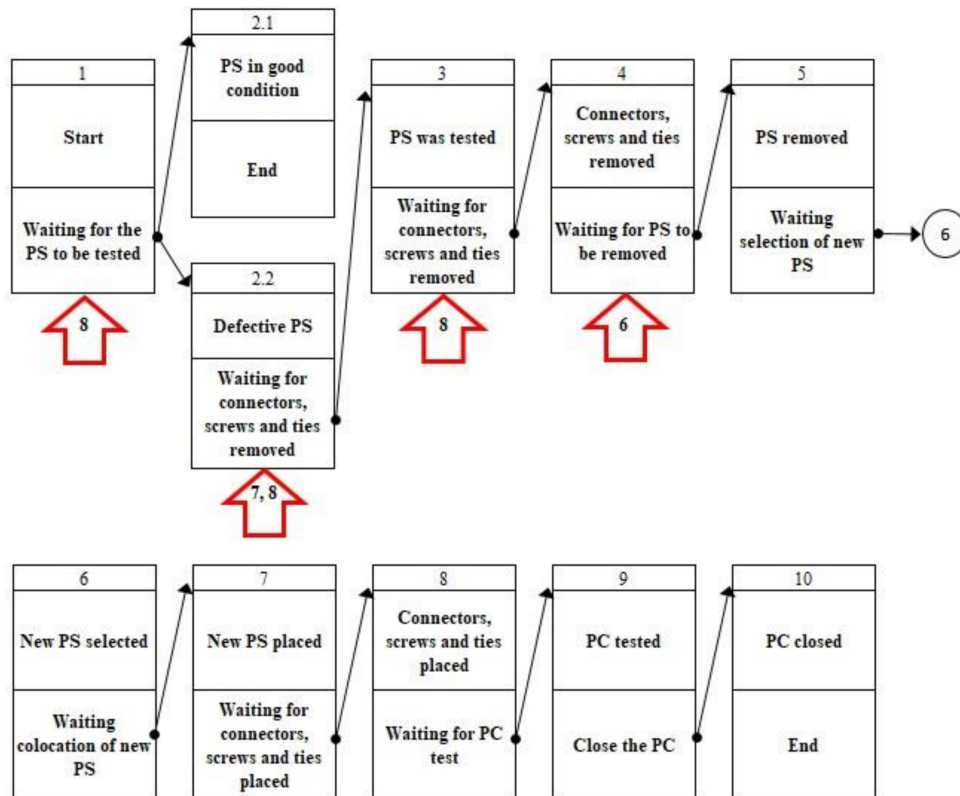 1
Start
Waiting for the
PS to be tested
8
2.1
PS in good
condition
End
2.2
Defective PS
Waiting for
connectors,
screws and ties
removed
7, 8
3
PS was tested
Waiting for
connectors,
screws and ties
removed
8
4
Connectors,
screws and ties
removed
Waiting for PS to
be removed
6
5
PS removed
Waiting
selection of new
PS
6
6
New PS selected
Waiting
colocation of new
PS
7
New PS placed
Waiting for
connectors,
screws and ties
placed
8
Connectors,
screws and ties
placed
Waiting for PC
test
9
PC tested
Close the PC
10
PC closed
End